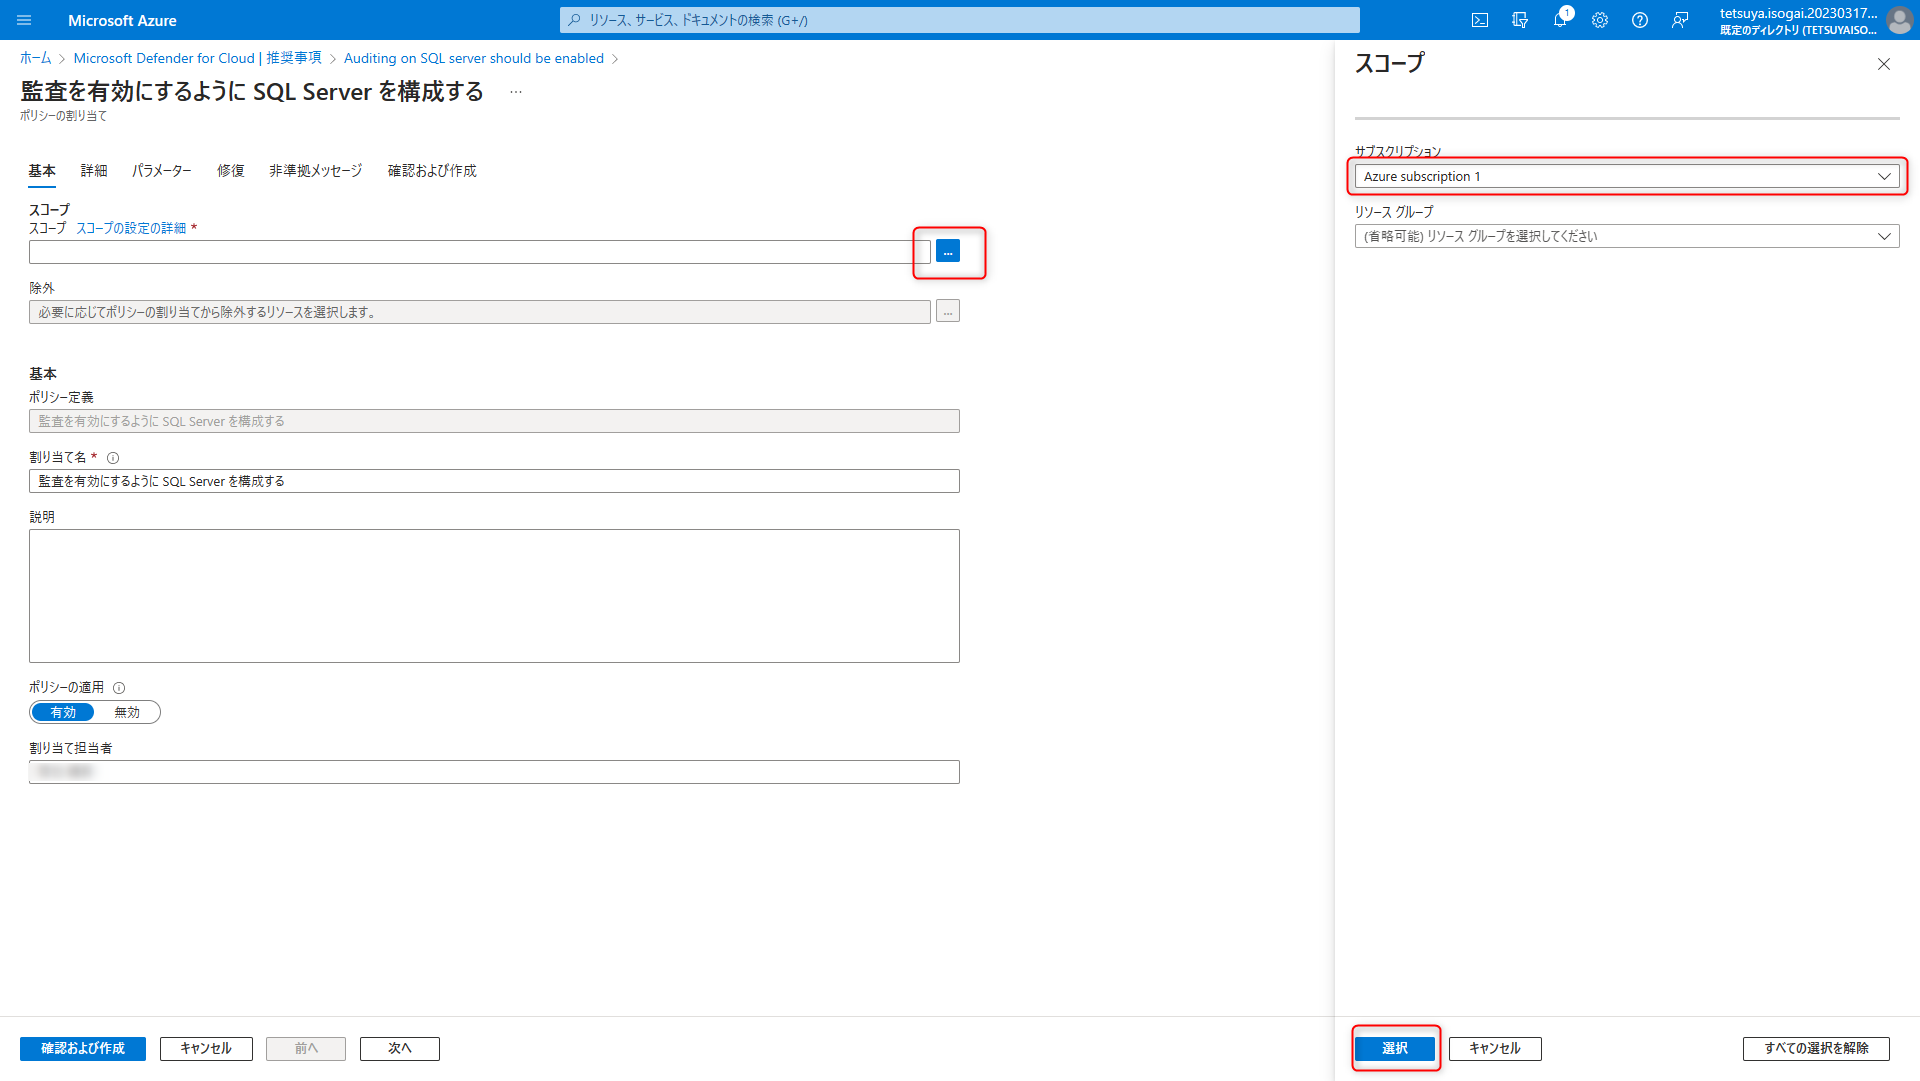 Microsoft Azure
リソース、サービス、ドキュメントの検索 (G+/)
1
tetsuya.isogai.20230317...
既定のディレクトリ (TETSUYAISO...
ホーム > Microsoft Defender for Cloud | 推奨事項 > Auditing on SQL server should be enabled >
監査を有効にするように SQL Server を構成する ...
ポリシーの割り当て
基本 詳細 パラメーター 修復 非準拠メッセージ 確認および作成
スコープ
スコープ スコープの設定の詳細 *
...
除外
必要に応じてポリシーの割り当てから除外するリソースを選択します。
...
基本
ポリシー定義
監査を有効にするように SQL Server を構成する
割り当て名 *
監査を有効にするように SQL Server を構成する
説明
ポリシーの適用
有効 無効
割り当て担当者
確認および作成 キャンセル 前へ 次へ
スコープ
サブスクリプション
Azure subscription 1
リソース グループ
(省略可能) リソース グループを選択してください
選択 キャンセル すべての選択を解除